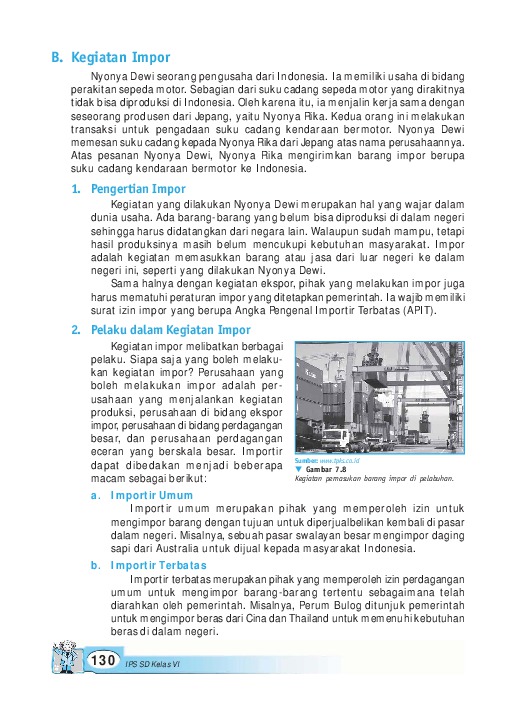 B. Kegiatan Impor
Nyonya Dewi seorang pengusaha dari Indonesia. Ia memiliki usaha di bidang
perakitan sepeda motor. Sebagian dari suku cadang sepeda motor yang dirakitnya
tidak bisa diproduksi di Indonesia. Oleh karena itu, ia menjalin kerja sama dengan
seseorang produsen dari Jepang, yaitu Nyonya Rika. Kedua orang ini melakukan
transaksi untuk pengadaan suku cadang kendaraan bermotor. Nyonya Dewi
memesan suku cadang kepada Nyonya Rika dari Jepang atas nama perusahaannya.
Atas pesanan Nyonya Dewi, Nyonya Rika mengirimkan barang impor berupa
suku cadang kendaraan bermotor ke Indonesia.
1. Pengertian Impor
Kegiatan yang dilakukan Nyonya Dewi merupakan hal yang wajar dalam
dunia usaha. Ada barang-barang yang belum bisa diproduksi di dalam negeri
sehingga harus didatangkan dari negara lain. Walaupun sudah mampu, tetapi
hasil produksinya masih belum mencukupi kebutuhan masyarakat. Impor
adalah kegiatan memasukkan barang atau jasa dari luar negeri ke dalam
negeri ini, seperti yang dilakukan Nyonya Dewi.
Sama halnya dengan kegiatan ekspor, pihak yang melakukan impor juga
harus mematuhi peraturan impor yang ditetapkan pemerintah. Ia wajib memiliki
surat izin impor yang berupa Angka Pengenal Importir Terbatas (APIT).
2. Pelaku dalam Kegiatan Impor
Kegiatan impor melibatkan berbagai
pelaku. Siapa saja yang boleh melaku-
kan kegiatan impor? Perusahaan yang
boleh melakukan impor adalah per-
usahaan yang menjalankan kegiatan
produksi, perusahaan di bidang ekspor
impor, perusahaan di bidang perdagangan
besar, dan perusahaan perdagangan
eceran yang berskala besar. Importir
dapat dibedakan menjadi beberapa
macam sebagai berikut:
Sumber: www.tpks.co.id
▼ Gambar 7.8
Kegiatan pemasukan barang impor di pelabuhan.
a. Importir Umum
Importir umum merupakan pihak yang memperoleh izin untuk
mengimpor barang dengan tujuan untuk diperjualbelikan kembali di pasar
dalam negeri. Misalnya, sebuah pasar swalayan besar mengimpor daging
sapi dari Australia untuk dijual kepada masyarakat Indonesia.
b. Importir Terbatas
Importir terbatas merupakan pihak yang memperoleh izin perdagangan
umum untuk mengimpor barang-barang tertentu sebagaimana telah
diarahkan oleh pemerintah. Misalnya, Perum Bulog ditunjuk pemerintah
untuk mengimpor beras dari Cina dan Thailand untuk memenuhi kebutuhan
beras di dalam negeri.
130 IPS SD Kelas VI